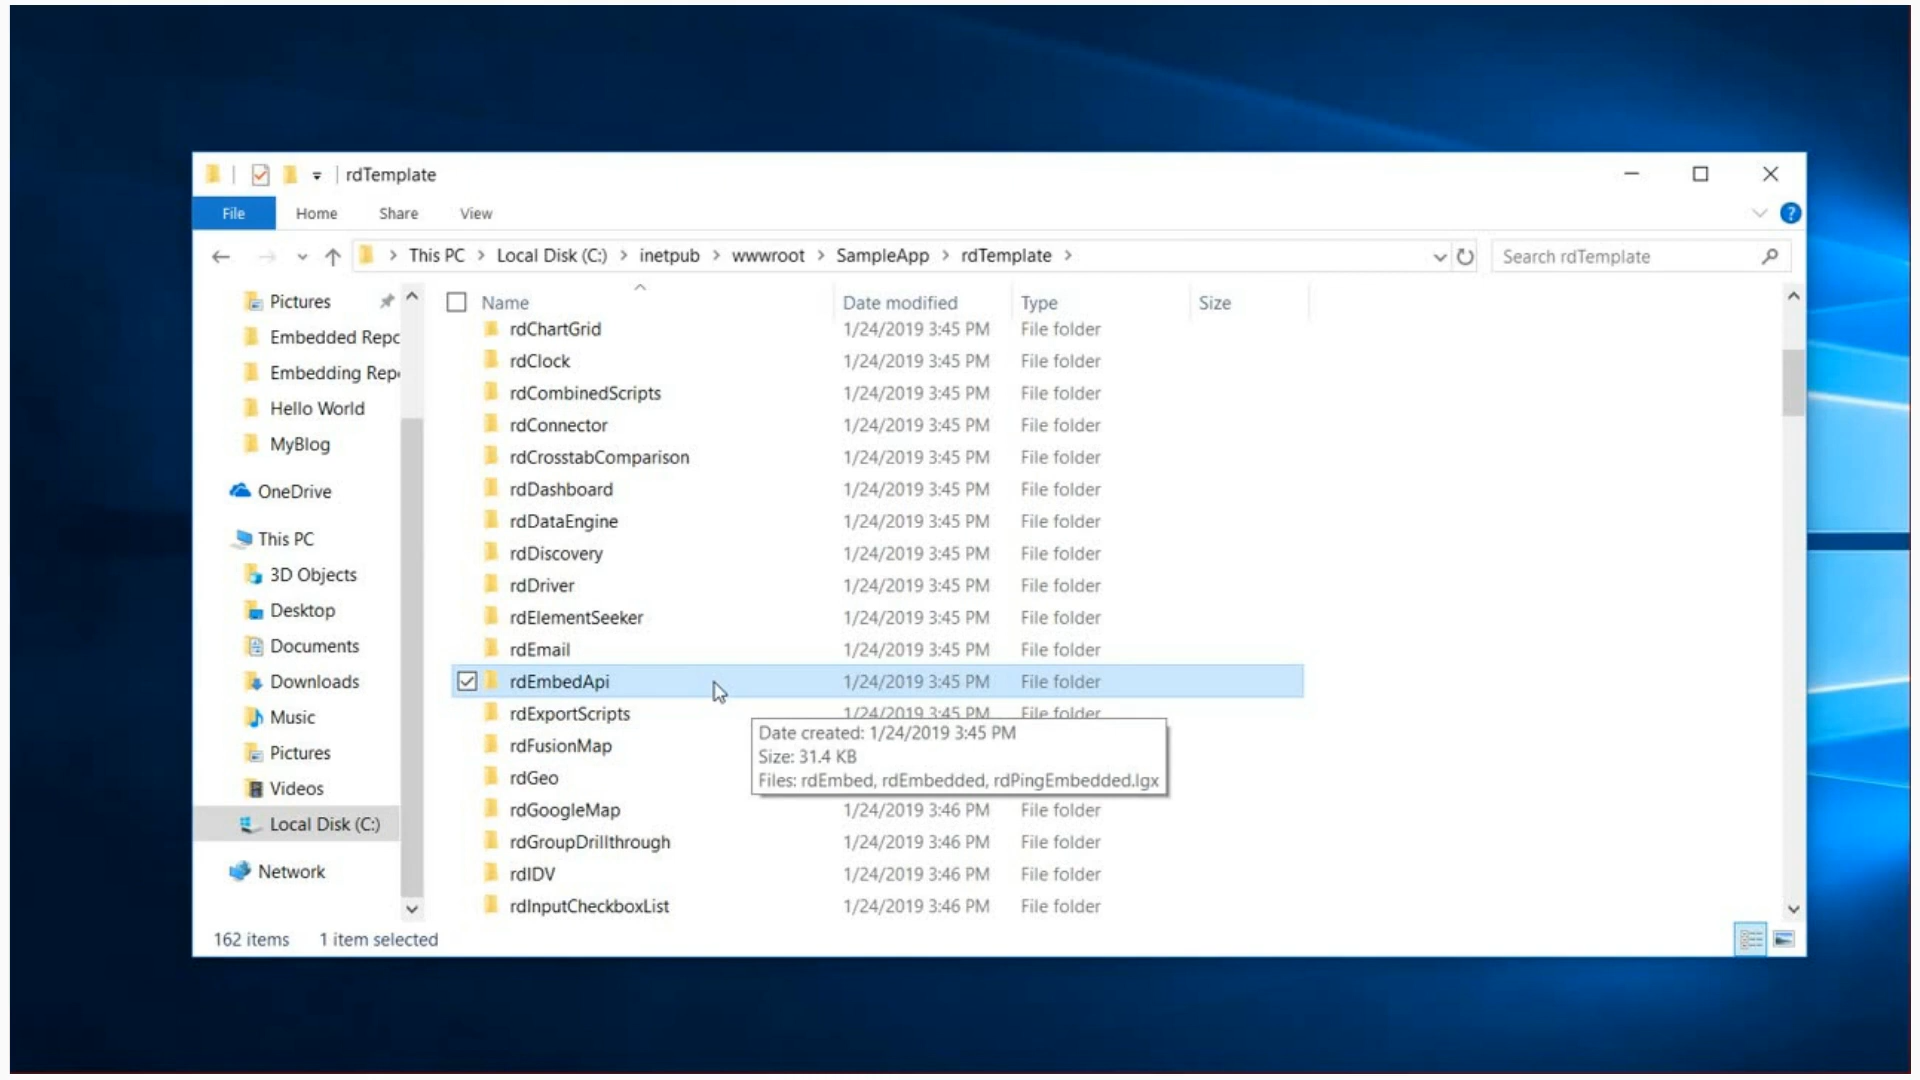 rdTemplate
File Home Share View ?
This PC > Local Disk (C:) > inetpub > wwwroot > SampleApp > rdTemplate >
Search rdTemplate
Pictures
Embedded Repo
Embedding Rep
Hello World
MyBlog
OneDrive
This PC
3D Objects
Desktop
Documents
Downloads
Music
Pictures
Videos
Local Disk (C:)
Network
Name Date modified Type Size
rdChartGrid 1/24/2019 3:45 PM File folder
rdClock 1/24/2019 3:45 PM File folder
rdCombinedScripts 1/24/2019 3:45 PM File folder
rdConnector 1/24/2019 3:45 PM File folder
rdCrosstabComparison 1/24/2019 3:45 PM File folder
rdDashboard 1/24/2019 3:45 PM File folder
rdDataEngine 1/24/2019 3:45 PM File folder
rdDiscovery 1/24/2019 3:45 PM File folder
rdDriver 1/24/2019 3:45 PM File folder
rdElementSeeker 1/24/2019 3:45 PM File folder
rdEmail 1/24/2019 3:45 PM File folder
rdEmbedApi 1/24/2019 3:45 PM File folder
rdExportScripts 1/24/2019 3:45 PM File folder
rdFusionMap
rdGeo
Date created: 1/24/2019 3:45 PM
Size: 31.4 KB
Files: rdEmbed, rdEmbedded, rdPingEmbedded.lgx
rdGoogleMap 1/24/2019 3:46 PM File folder
rdGroupDrillthrough 1/24/2019 3:46 PM File folder
rdIDV 1/24/2019 3:46 PM File folder
rdInputCheckboxList 1/24/2019 3:46 PM File folder
162 items 1 item selected